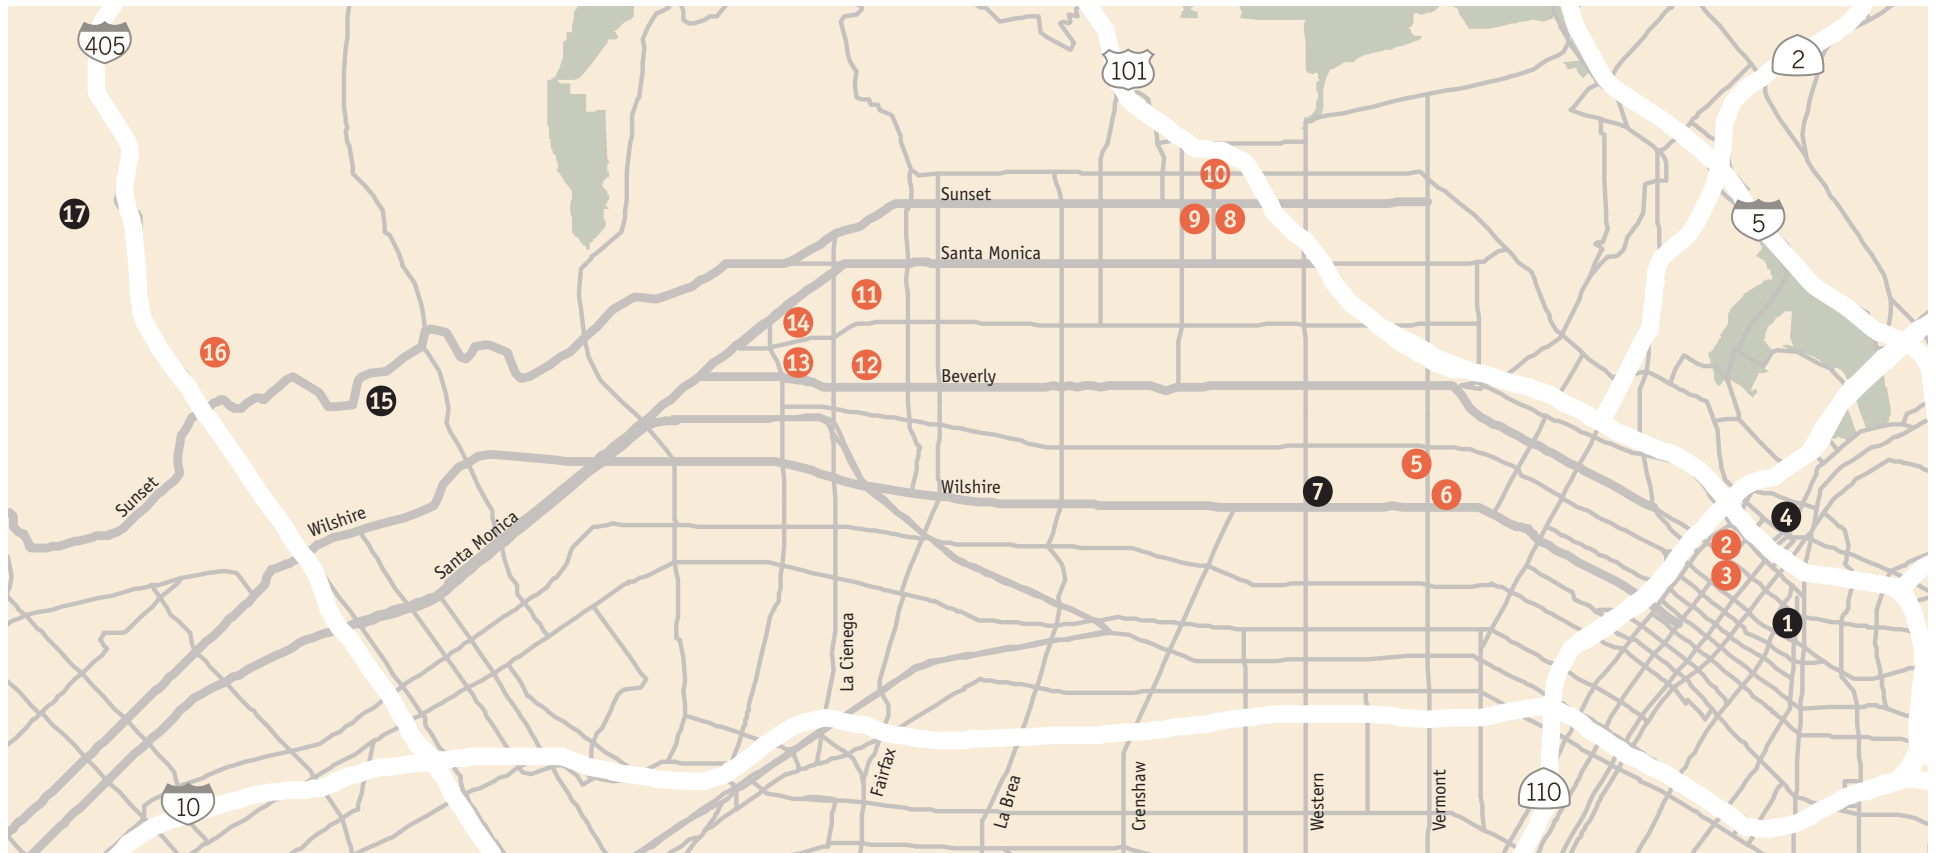 405
101
2
10
17
Sunset
9
8
5
Santa Monica
11
14
16
13
12
Beverly
15
5
Sunset
Wilshire
7
6
Wilshire
4
Santa Monica
2
3
1
La Cienega
Fairfax
La Brea
Crenshaw
Western
Vermont
10
110